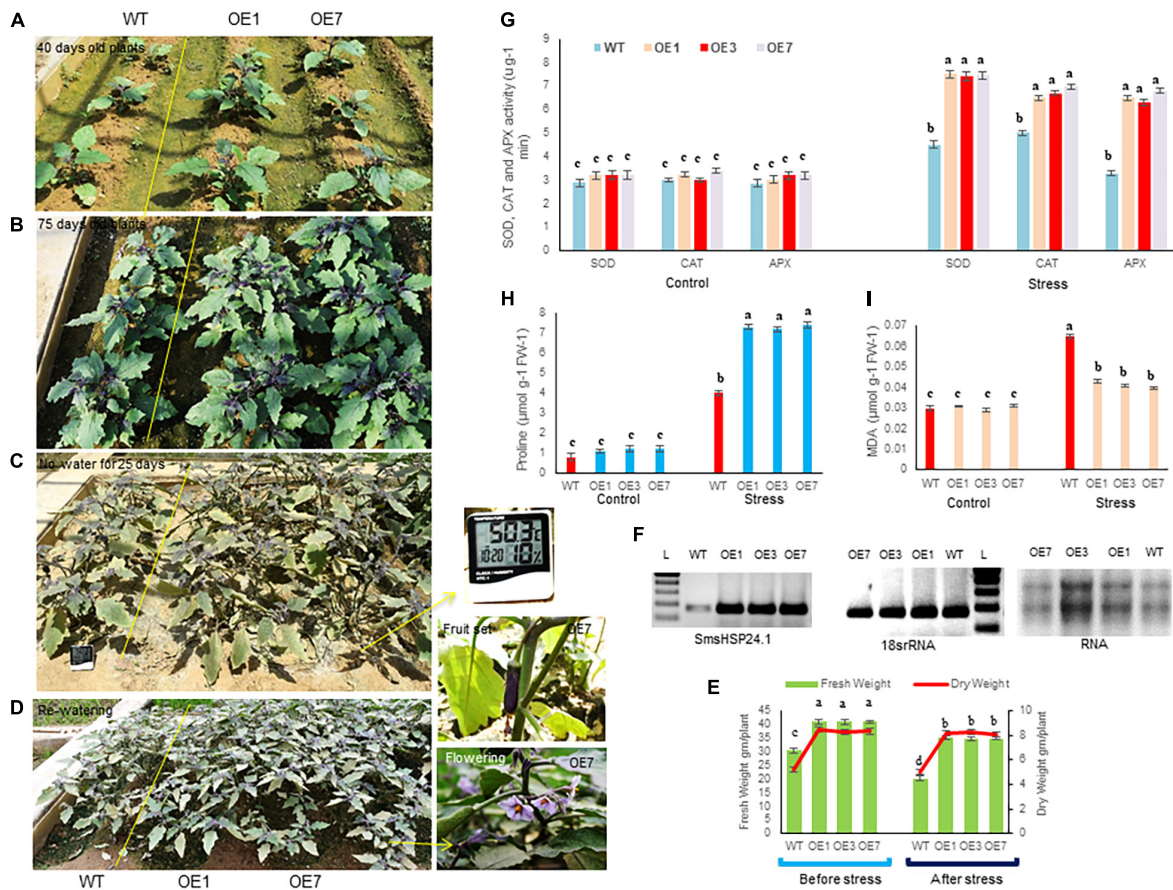 A
WT OE1 OE7
40 days old plants
B
75 days old plants
C
No water for 25 days
D
Re-watering
WT OE1 OE7
50.3
10:20 10%
Fruit set
OE7
Flowering
OE7
G
WT OE1 OE3 OE7
SOD, CAT and APX activity (ug-1
min)
9
8
7
6
5
4
3
2
1
0
c c c c c c c c c c c c
b a a a b a a a b a a a
SOD CAT APX SOD CAT APX
Control Stress
H
Proline (µmol g-1 FW-1)
8
7
6
5
4
3
2
1
0
c c c c b a a a
WT OE1 OE3 OE7 WT OE1 OE3 OE7
Control Stress
I
MDA (µmol g-1 FW-1)
0.07
0.06
0.05
0.04
0.03
0.02
0.01
0
c c c c a b b b
WT OE1 OE3 OE7 WT OE1 OE3 OE7
Control Stress
F
L WT OE1 OE3 OE7
OE7 OE3 OE1 WT L
OE7 OE3 OE1 WT
SmsHSP24.1 18srRNA RNA
E
Fresh Weight Dry Weight
Fresh Weight grn/plant
45
40
35
30
25
20
15
10
5
0
c a a a d b b b
10
8
6
4
2
0
Dry Weight grn/plant
WT OE1 OE3 OE7 WT OE1 OE3 OE7
Before stress After stress